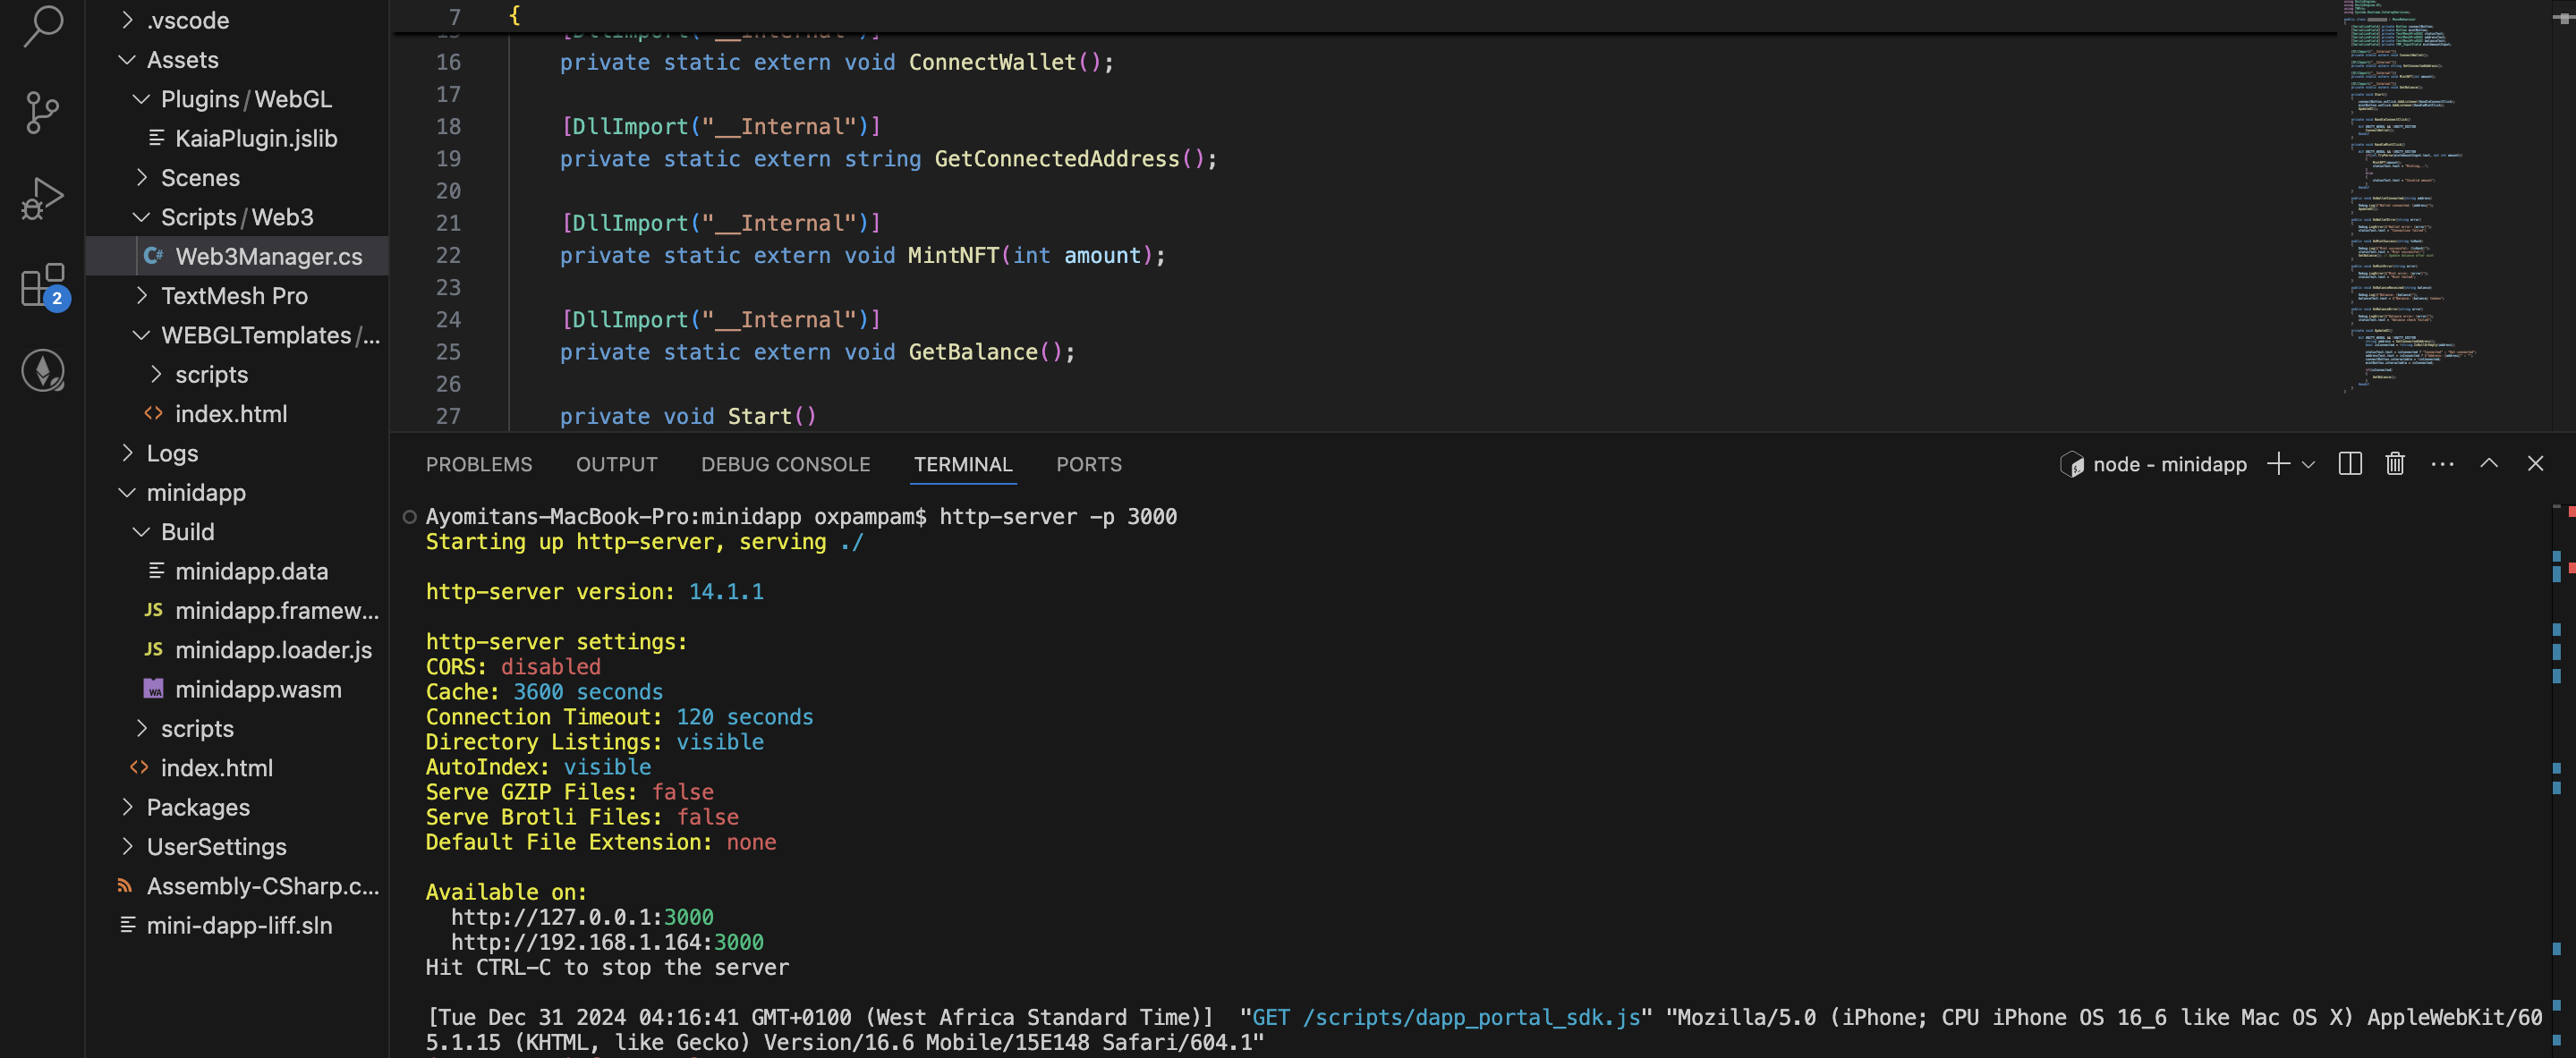 .vscode
Assets
Plugins/WebGL
KaiaPlugin.jslib
Scenes
Scripts/Web3
C# Web3Manager.cs
TextMesh Pro
WEBGLTemplates/...
scripts
<> index.html
Logs
minidapp
Build
minidapp.data
JS minidapp.framew...
JS minidapp.loader.js
WA minidapp.wasm
scripts
<> index.html
Packages
UserSettings
Assembly-CSharp.c...
mini-dapp-liff.sln
2
7 {
15 [DllImport("__Internal")]
16 private static extern void ConnectWallet();
17
18 [DllImport("__Internal")]
19 private static extern string GetConnectedAddress();
20
21 [DllImport("__Internal")]
22 private static extern void MintNFT(int amount);
23
24 [DllImport("__Internal")]
25 private static extern void GetBalance();
26
27 private void Start()
PROBLEMS OUTPUT DEBUG CONSOLE TERMINAL PORTS
node - minidapp
Ayomitans-MacBook-Pro:minidapp oxpampam$ http-server -p 3000
Starting up http-server, serving ./
http-server version: 14.1.1
http-server settings:
CORS: disabled
Cache: 3600 seconds
Connection Timeout: 120 seconds
Directory Listings: visible
AutoIndex: visible
Serve GZIP Files: false
Serve Brotli Files: false
Default File Extension: none
Available on:
http://127.0.0.1:3000
http://192.168.1.164:3000
Hit CTRL-C to stop the server
[Tue Dec 31 2024 04:16:41 GMT+0100 (West Africa Standard Time)]  "GET /scripts/dapp_portal_sdk.js" "Mozilla/5.0 (iPhone; CPU iPhone OS 16_6 like Mac OS X) AppleWebKit/60
5.1.15 (KHTML, like Gecko) Version/16.6 Mobile/15E148 Safari/604.1"